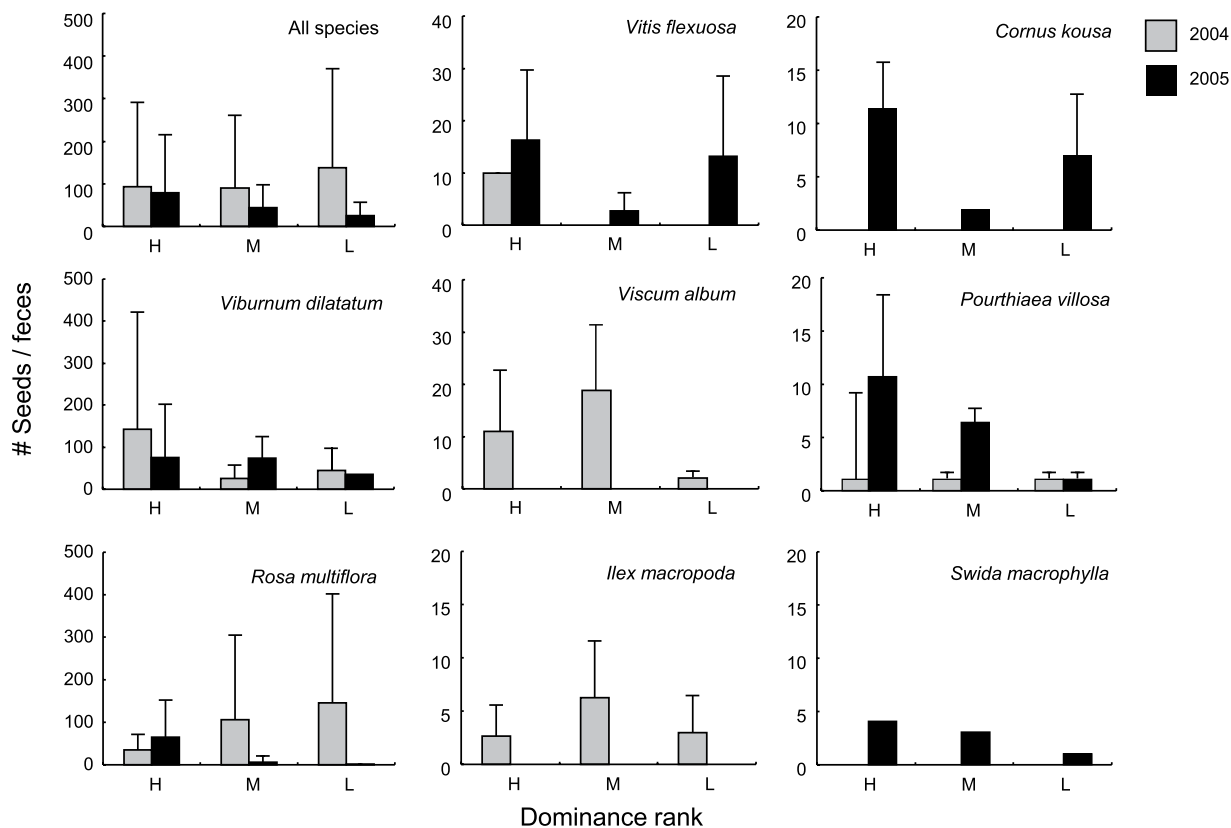 All species
500
400
300
200
100
0
H M L
Vitis flexuosa
40
30
20
10
0
H M L
Cornus kousa
20
15
10
5
0
H M L
2004
2005
# Seeds / feces
Viburnum dilatatum
500
400
300
200
100
0
H M L
Viscum album
40
30
20
10
0
H M L
Pourthiaea villosa
20
15
10
5
0
H M L
Rosa multiflora
500
400
300
200
100
0
H M L
Ilex macropoda
20
15
10
5
0
H M L
Swida macrophylla
20
15
10
5
0
H M L
Dominance rank